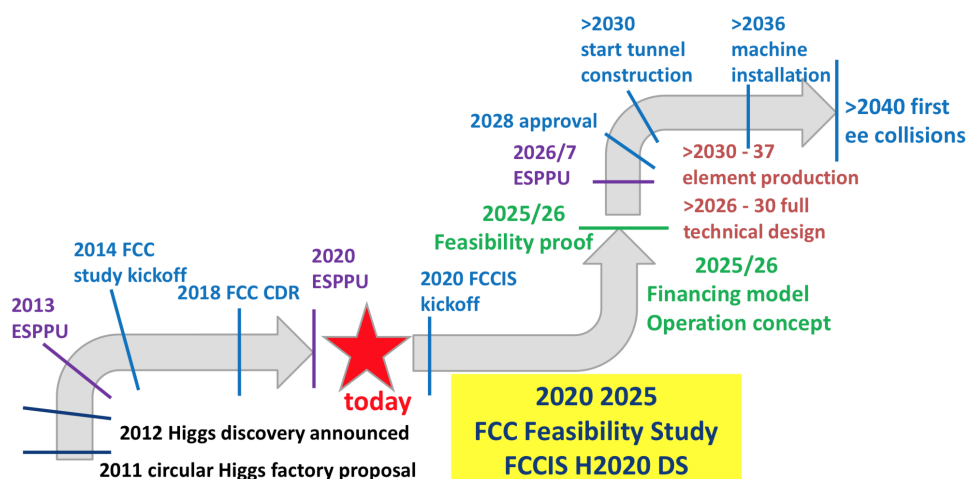 >2030
start tunnel
construction
>2036
machine
installation
>2040 first
ee collisions
2028 approval
2026/7
ESPPU
>2030 - 37
element production
>2026 - 30 full
technical design
2025/26
Feasibility proof
2025/26
Financing model
Operation concept
2014 FCC
study kickoff
2018 FCC CDR
2020
ESPPU
2020 FCCIS
kickoff
2013
ESPPU
today
2012 Higgs discovery announced
2011 circular Higgs factory proposal
2020 2025
FCC Feasibility Study
FCCIS H2020 DS